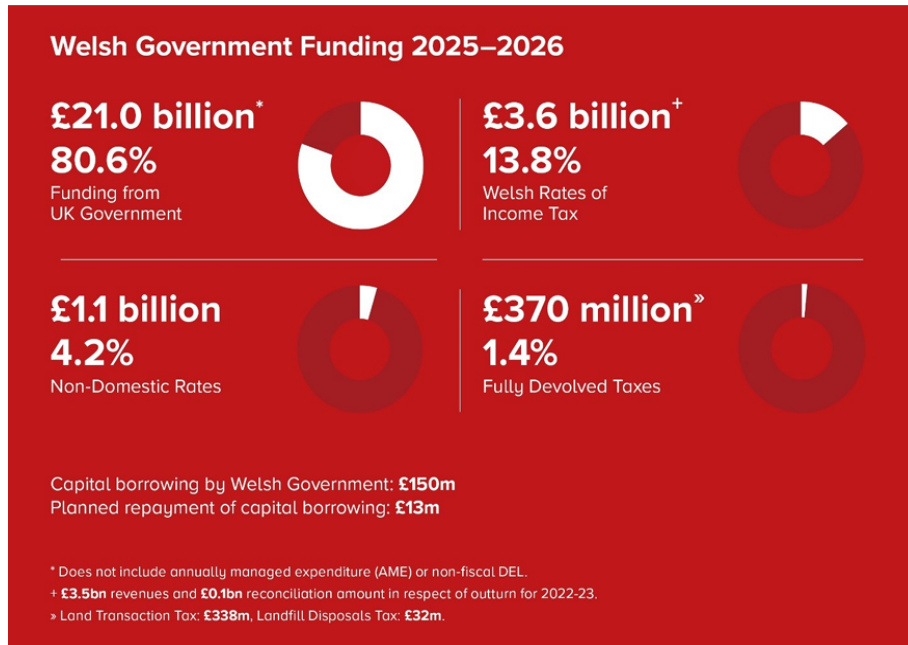 Welsh Government Funding 2025–2026
£21.0 billion*
80.6%
Funding from
UK Government
£3.6 billion+
13.8%
Welsh Rates of
Income Tax
£1.1 billion
4.2%
Non-Domestic Rates
£370 million»
1.4%
Fully Devolved Taxes
Capital borrowing by Welsh Government: £150m
Planned repayment of capital borrowing: £13m
* Does not include annually managed expenditure (AME) or non-fiscal DEL.
+ £3.5bn revenues and £0.1bn reconciliation amount in respect of outturn for 2022-23.
» Land Transaction Tax: £338m, Landfill Disposals Tax: £32m.